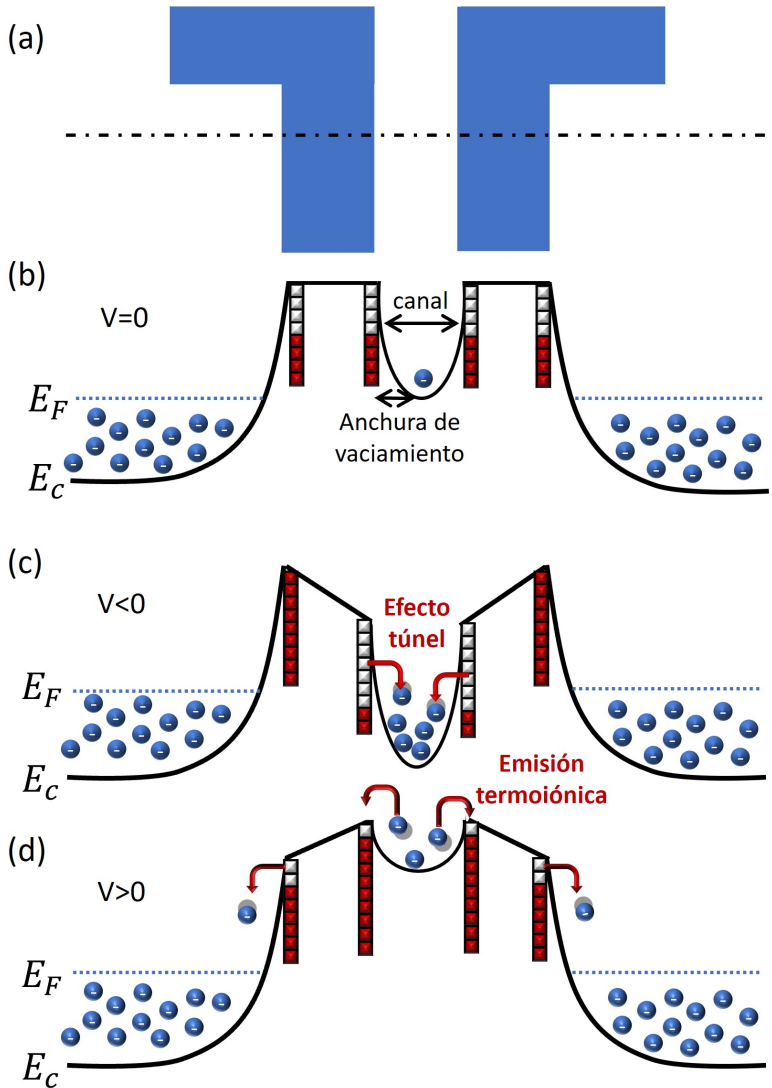 (a)
(b)
V=0
canal
E_F
Anchura de
vaciamiento
E_c
(c)
V<0
Efecto
túnel
E_F
E_c
Emisión
termoiónica
(d)
V>0
E_F
E_c